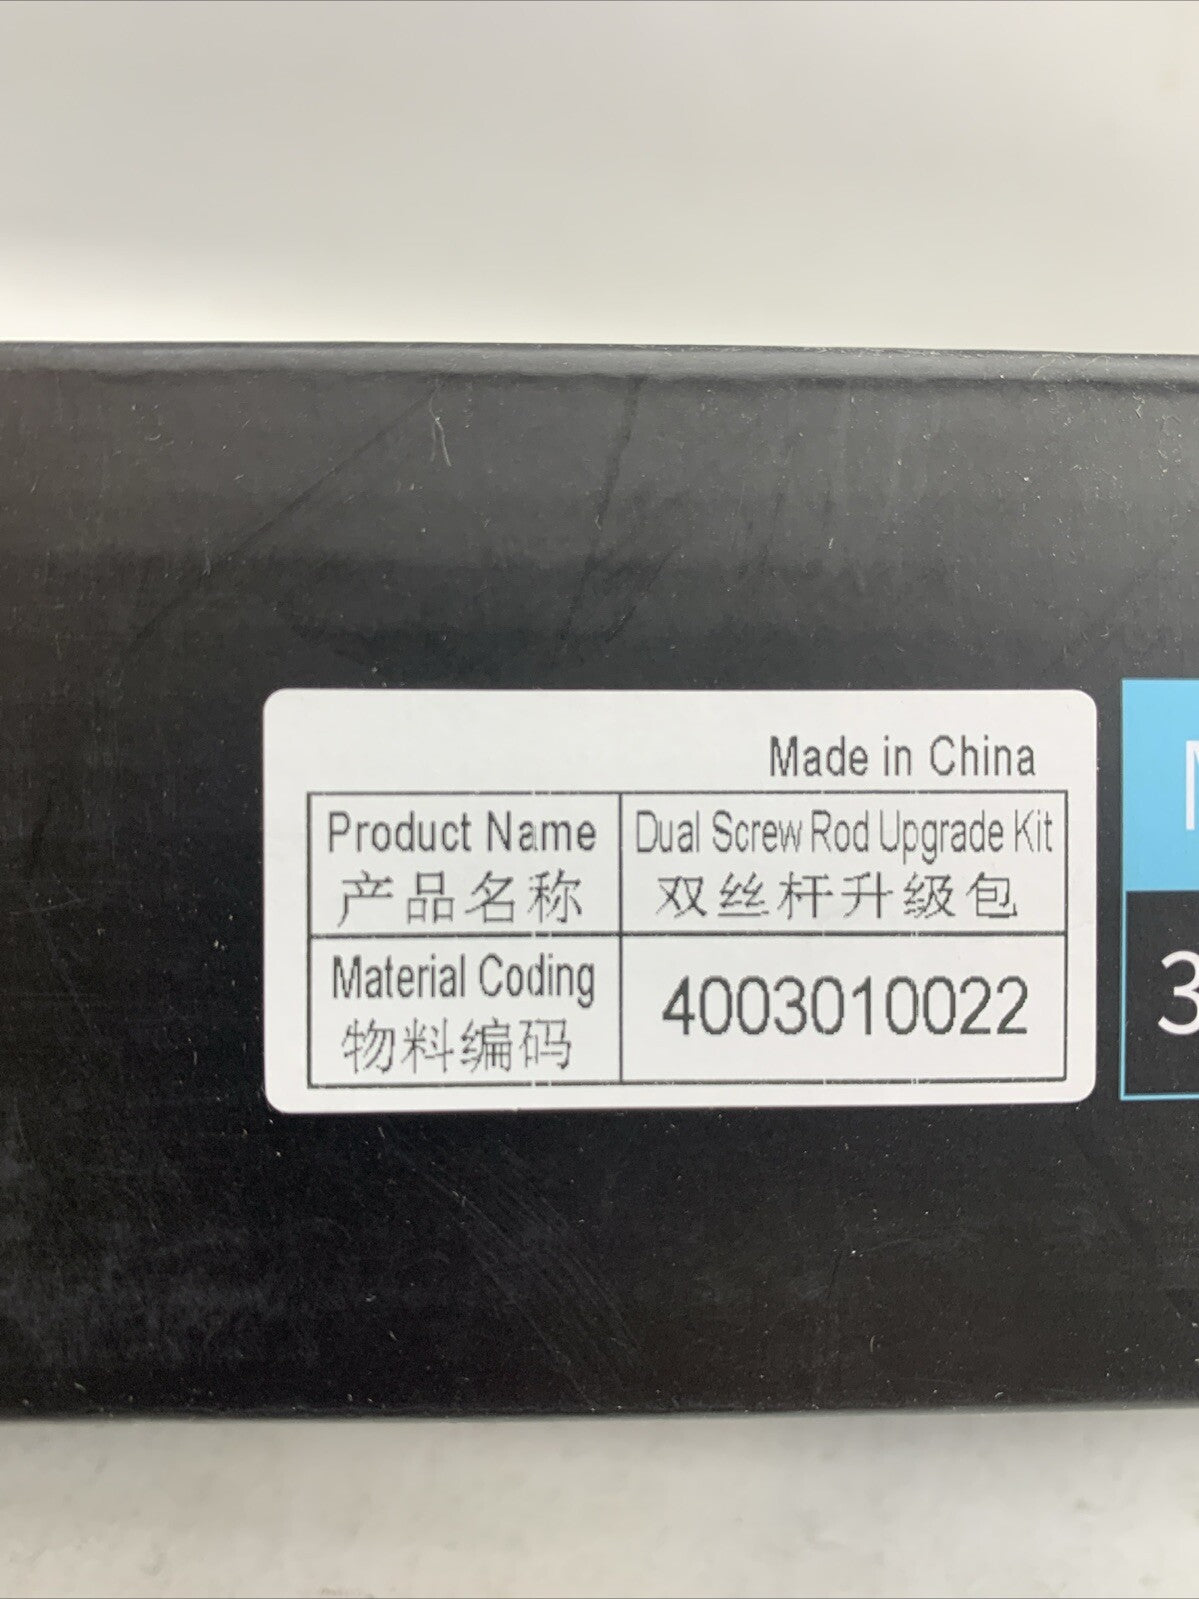 Made in China
Product Name
产品名称
Dual Screw Rod Upgrade Kit
双丝杆升级包
Material Coding
物料编码
4003010022
3